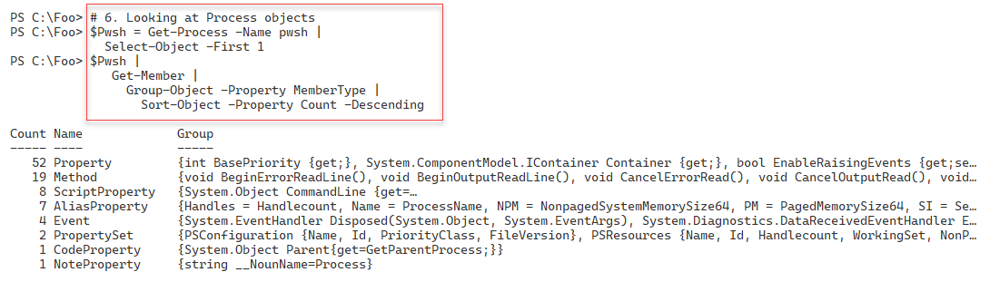 PS C:\Foo> # 6. Looking at Process objects
PS C:\Foo> $Pwsh = Get-Process -Name pwsh |
Select-Object -First 1
PS C:\Foo> $Pwsh |
Get-Member |
Group-Object -Property MemberType |
Sort-Object -Property Count -Descending
Count Name Group
----- ---- -----
52 Property {int BasePriority {get;}, System.ComponentModel.IContainer Container {get;}, bool EnableRaisingEvents {get;se…
19 Method {void BeginErrorReadLine(), void BeginOutputReadLine(), void CancelErrorRead(), void CancelOutputRead(), void…
8 ScriptProperty {System.Object CommandLine {get=…
7 AliasProperty {Handles = Handlecount, Name = ProcessName, NPM = NonpagedSystemMemorySize64, PM = PagedMemorySize64, SI = Se…
4 Event {System.EventHandler Disposed(System.Object, System.EventArgs), System.Diagnostics.DataReceivedEventHandler E…
2 PropertySet {PSConfiguration {Name, Id, PriorityClass, FileVersion}, PSResources {Name, Id, Handlecount, WorkingSet, NonP…
1 CodeProperty {System.Object Parent{get=GetParentProcess;}}
1 NoteProperty {string __NounName=Process}